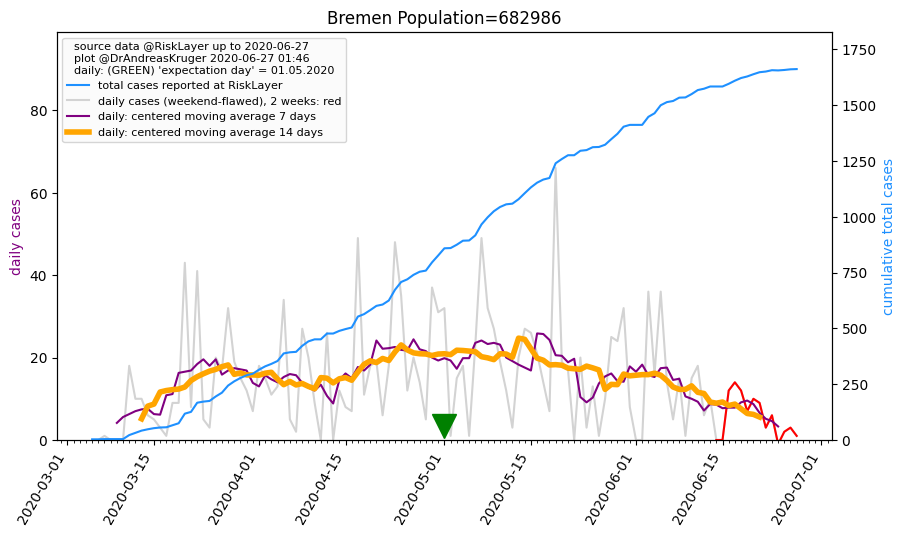 Bremen Population=682986
source data @RiskLayer up to 2020-06-27
plot @DrAndreasKruger 2020-06-27 01:46
daily: (GREEN) 'expectation day' = 01.05.2020
total cases reported at RiskLayer
daily cases (weekend-flawed), 2 weeks: red
daily: centered moving average 7 days
daily: centered moving average 14 days
daily cases
80
60
40
20
0
1750
1500
1250
1000
750
500
250
0
cumulative total cases
2020-03-01
2020-03-15
2020-04-01
2020-04-15
2020-05-01
2020-05-15
2020-06-01
2020-06-15
2020-07-01